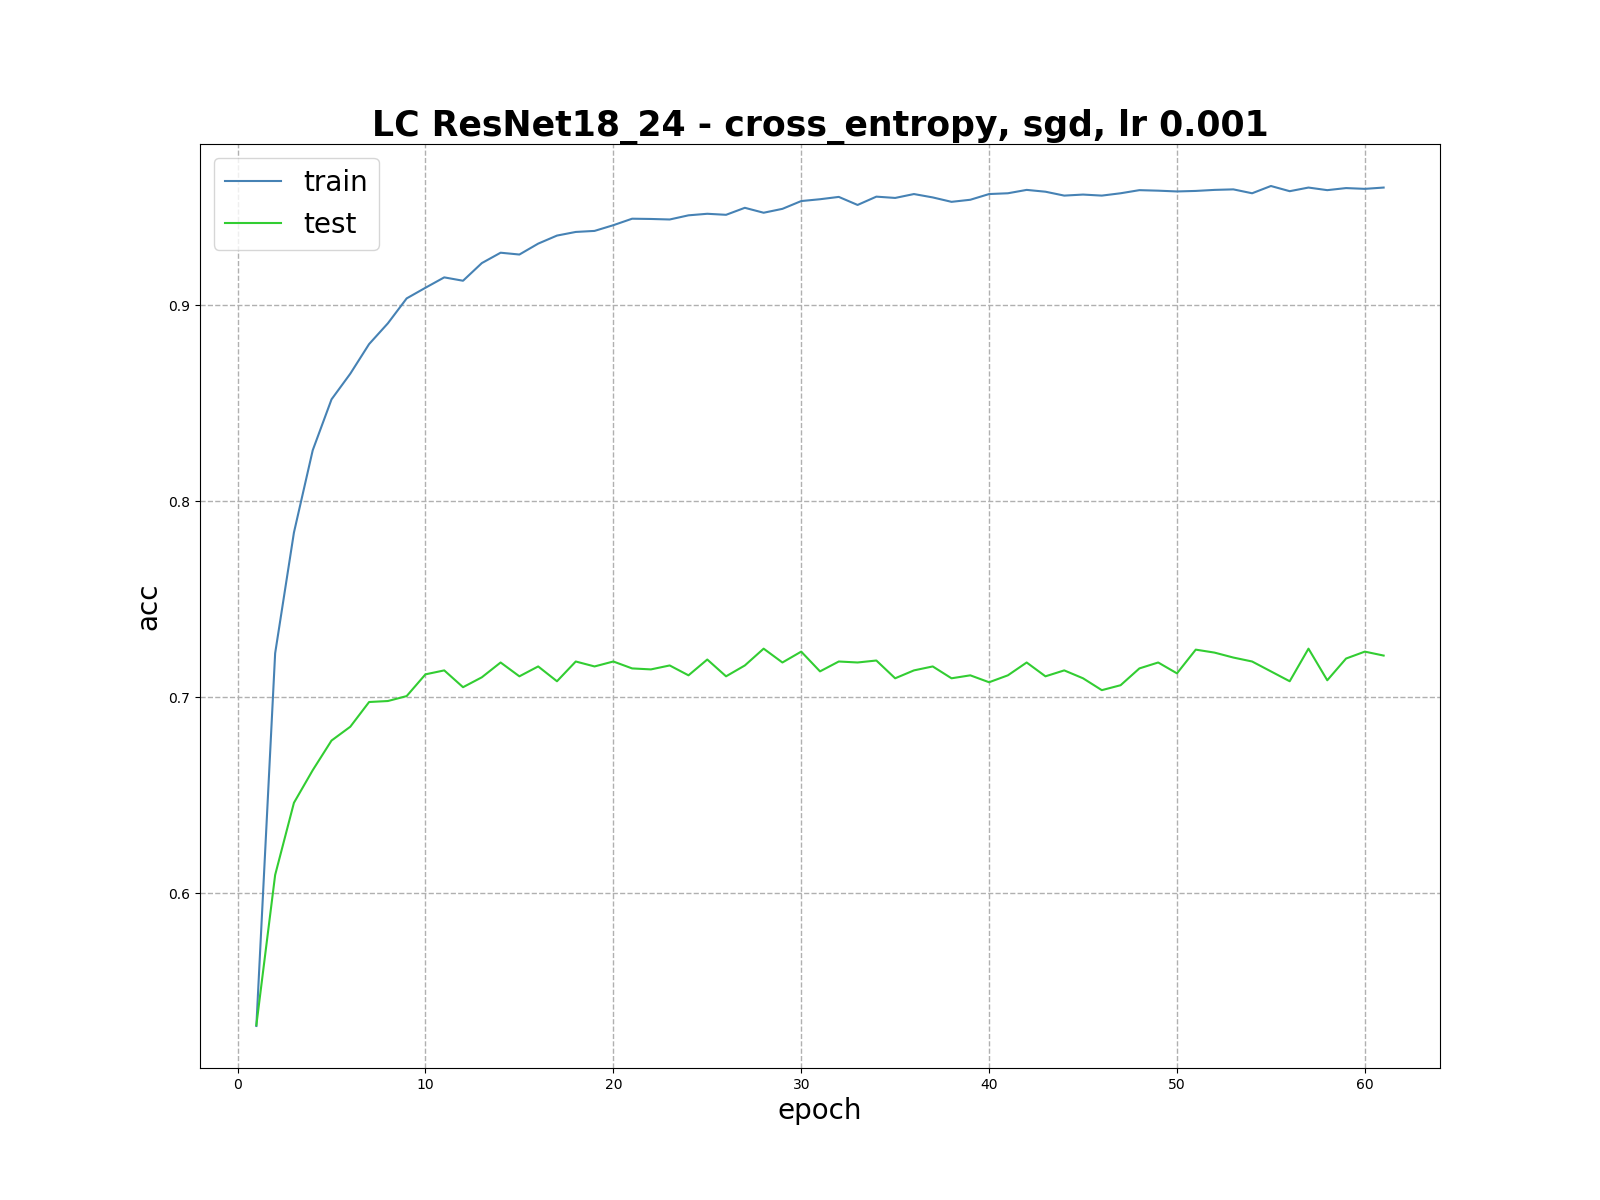 LC ResNet18_24 - cross_entropy, sgd, lr 0.001
train
test
0.9
0.8
0.7
0.6
acc
0 10 20 30 40 50 60
epoch